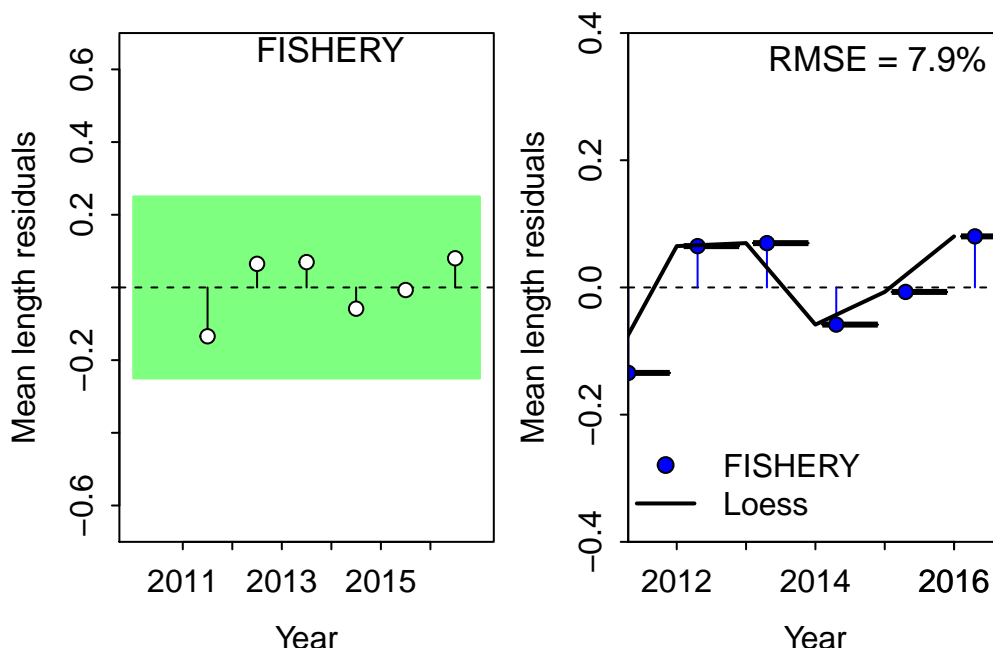 FISHERY
Mean length residuals
0.6
0.4
0.2
−0.2
−0.6
2011 2013 2015
Year
RMSE = 7.9%
Mean length residuals
0.4
0.2
0.0
−0.2
−0.4
FISHERY
Loess
2012 2014 2016
Year